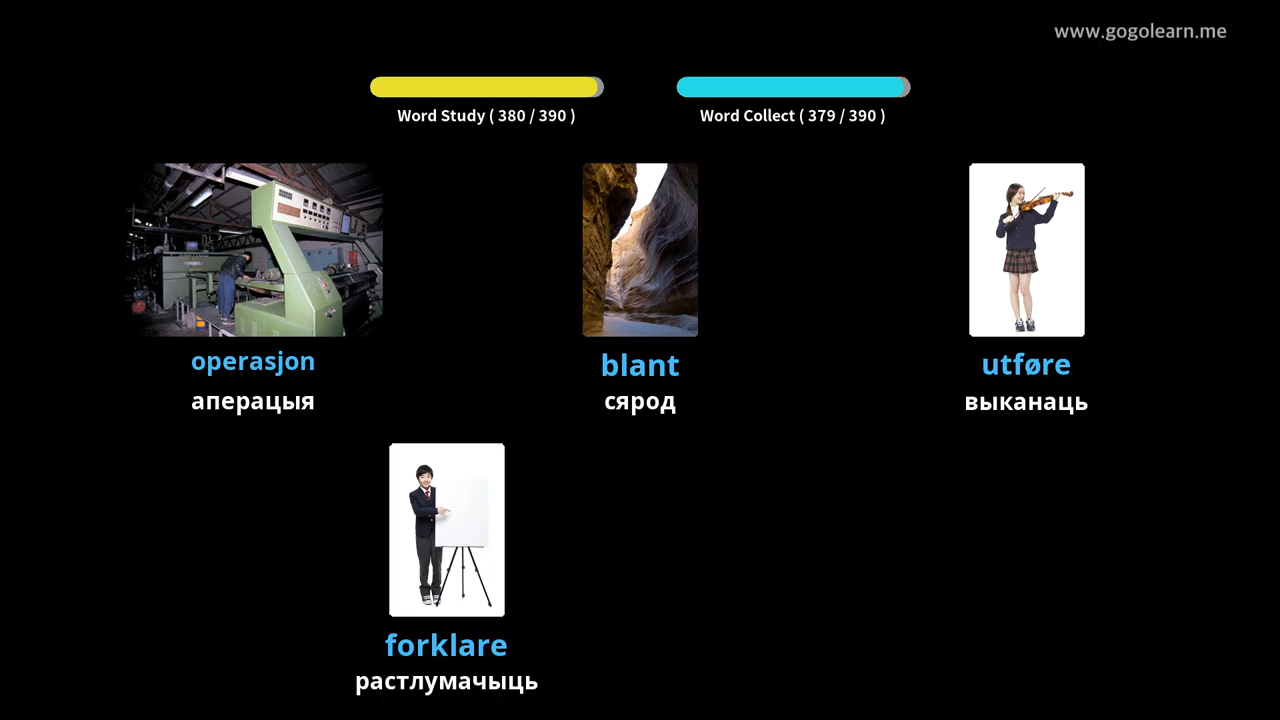 www.gogolearn.me
Word Study ( 380 / 390 )
Word Collect ( 379 / 390 )
operasjon
аперацыя
blant
сярод
utføre
выканаць
forklare
растлумачыць